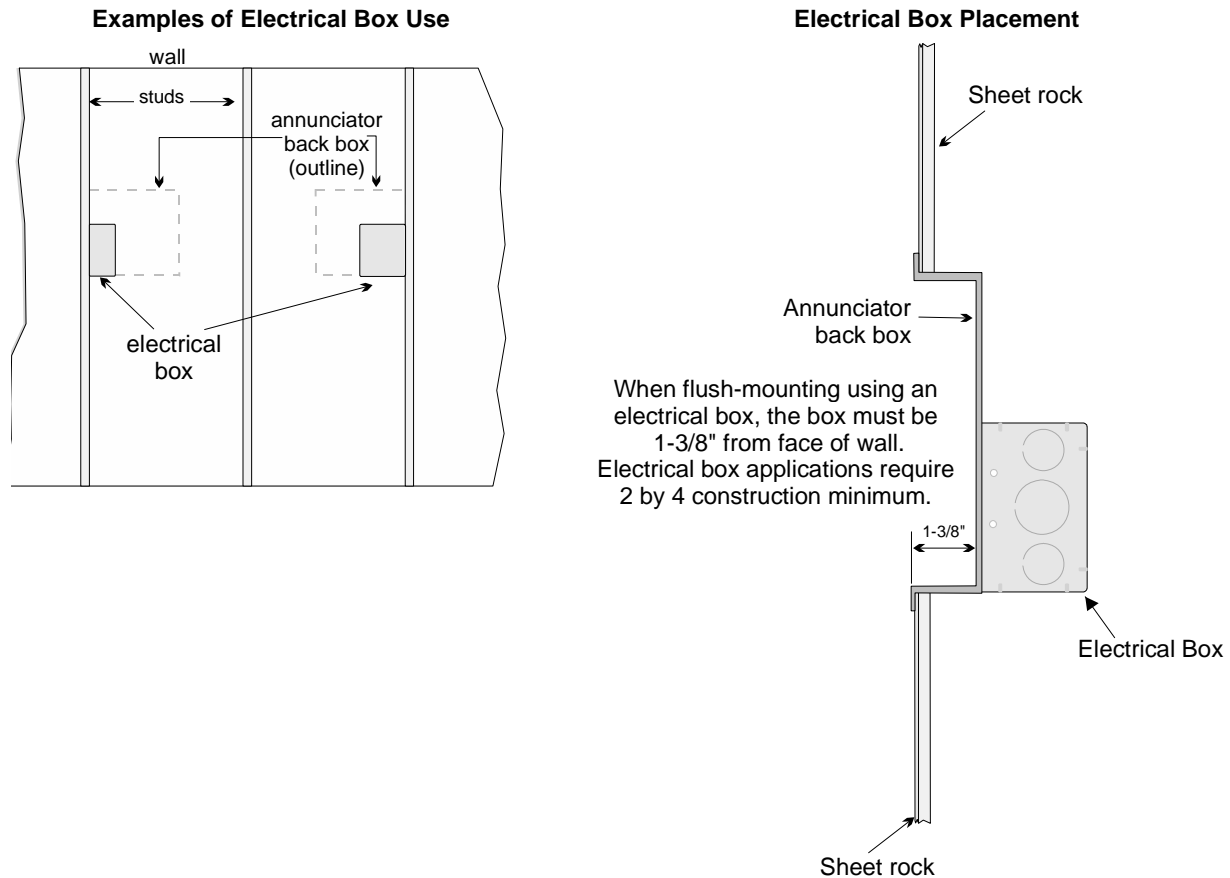 Examples of Electrical Box Use
wall
studs
annunciator
back box
(outline)
electrical
box
Electrical Box Placement
Sheet rock
Annunciator
back box
When flush-mounting using an
electrical box, the box must be
1-3/8" from face of wall.
Electrical box applications require
2 by 4 construction minimum.
1-3/8"
Electrical Box
Sheet rock